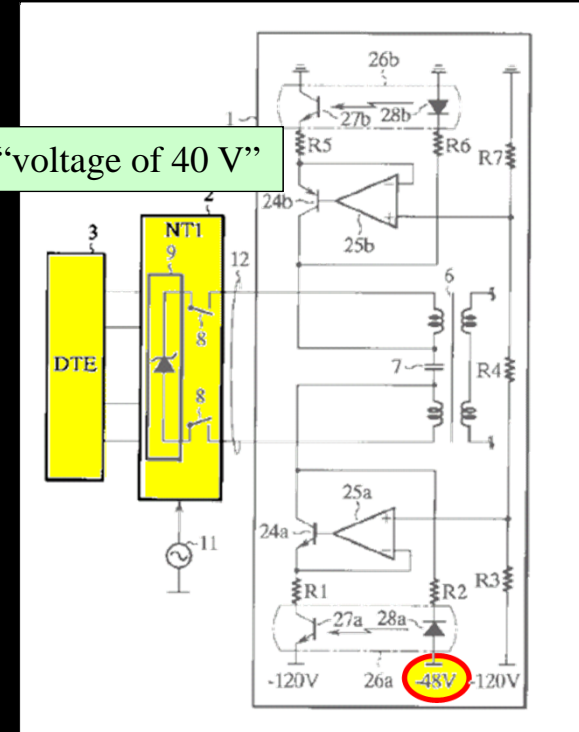 26b
27b
28b
1
R5
R6
R7
“voltage of 40 V”
24b
25b
2
3
NT1
9
12
6
8
7
R4
DTE
8
25a
24a
11
R1
R2
R3
27a
28a
-120V
26a
-48V
-120V